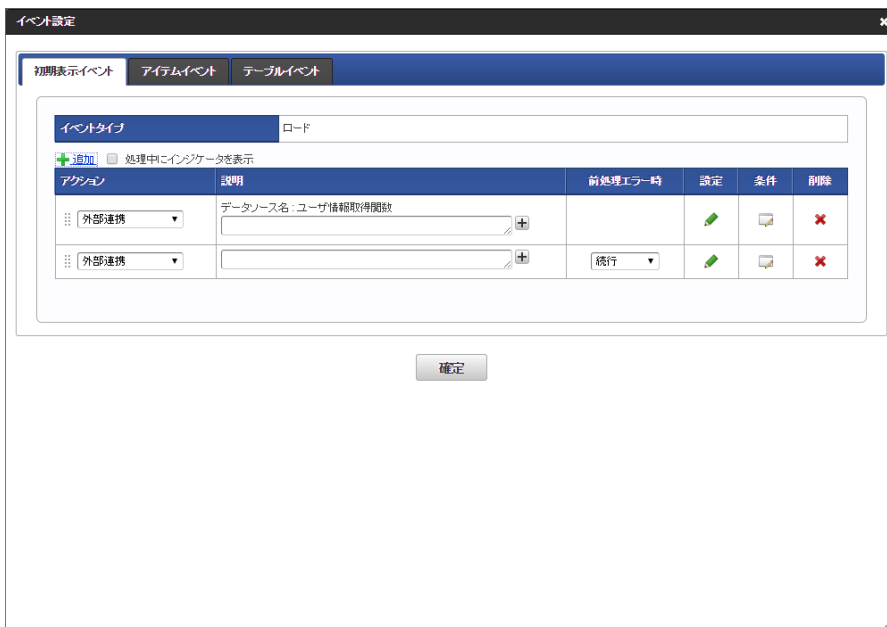 イベント設定
初期表示イベント アイテムイベント テーブルイベント
イベントタイプ ロード
追加 処理中にインジケータを表示
アクション 説明 前処理エラー時 設定 条件 削除
外部連携 データソース名 : ユーザ情報取得関数
外部連携 続行
確定